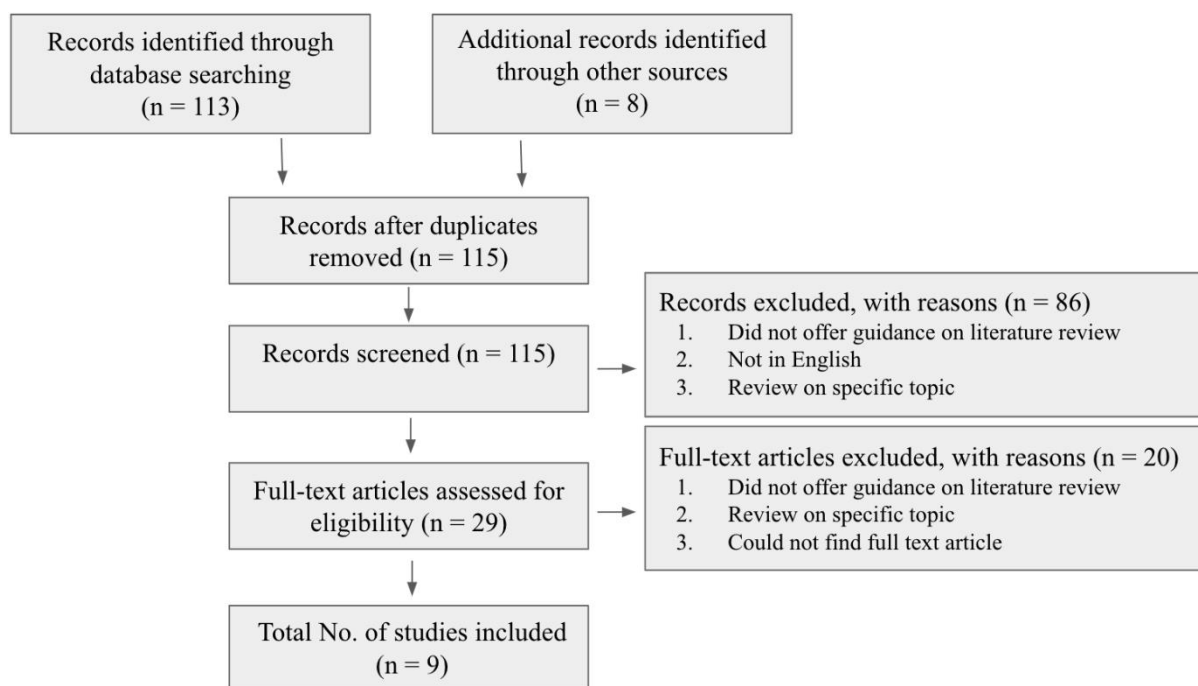 Records identified through
database searching
(n = 113)
Additional records identified
through other sources
(n = 8)
Records after duplicates
removed (n = 115)
Records screened (n = 115)
Records excluded, with reasons (n = 86)
1. Did not offer guidance on literature review
2. Not in English
3. Review on specific topic
Full-text articles assessed for
eligibility (n = 29)
Full-text articles excluded, with reasons (n = 20)
1. Did not offer guidance on literature review
2. Review on specific topic
3. Could not find full text article
Total No. of studies included
(n = 9)